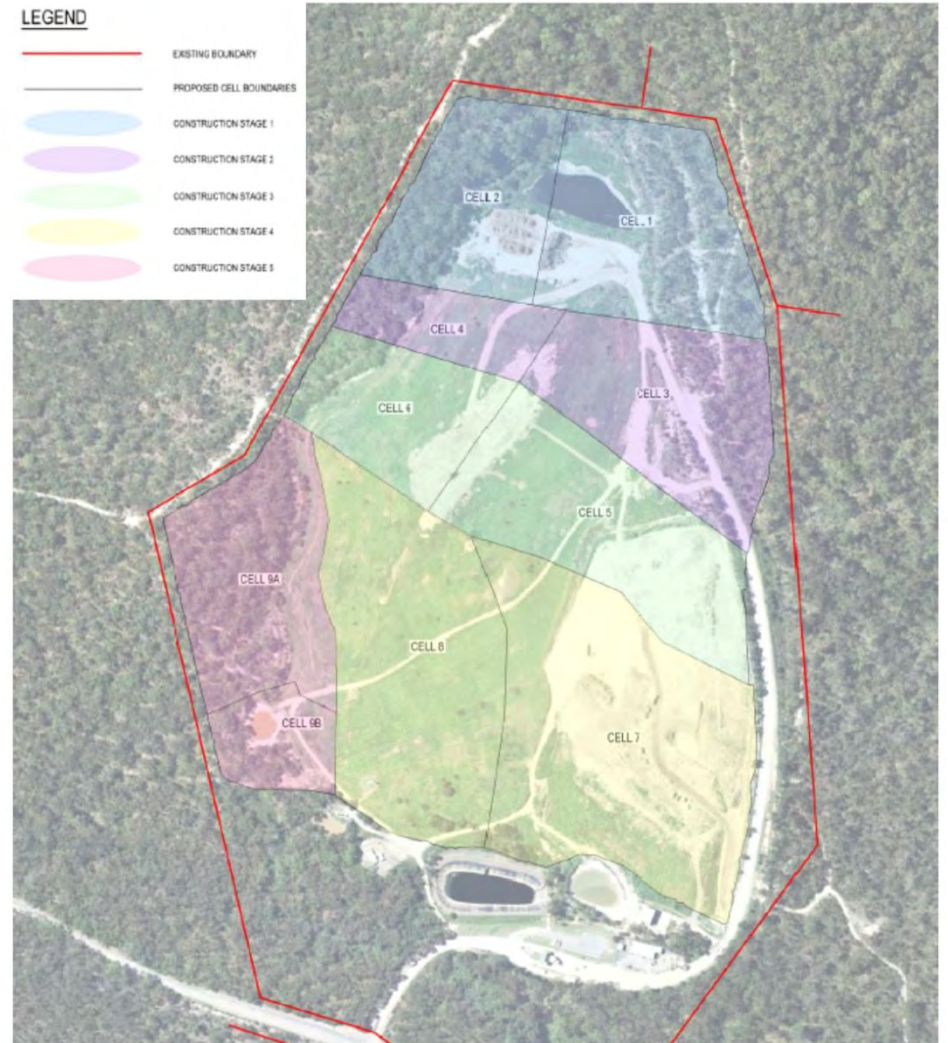 LEGEND
EXISTING BOUNDARY
PROPOSED CELL BOUNDARIES
CONSTRUCTION STAGE 1
CONSTRUCTION STAGE 2
CONSTRUCTION STAGE 3
CONSTRUCTION STAGE 4
CONSTRUCTION STAGE 5
CELL 2
CELL 1
CELL 4
CELL 3
CELL 6
CELL 5
CELL 9A
CELL 8
CELL 9B
CELL 7